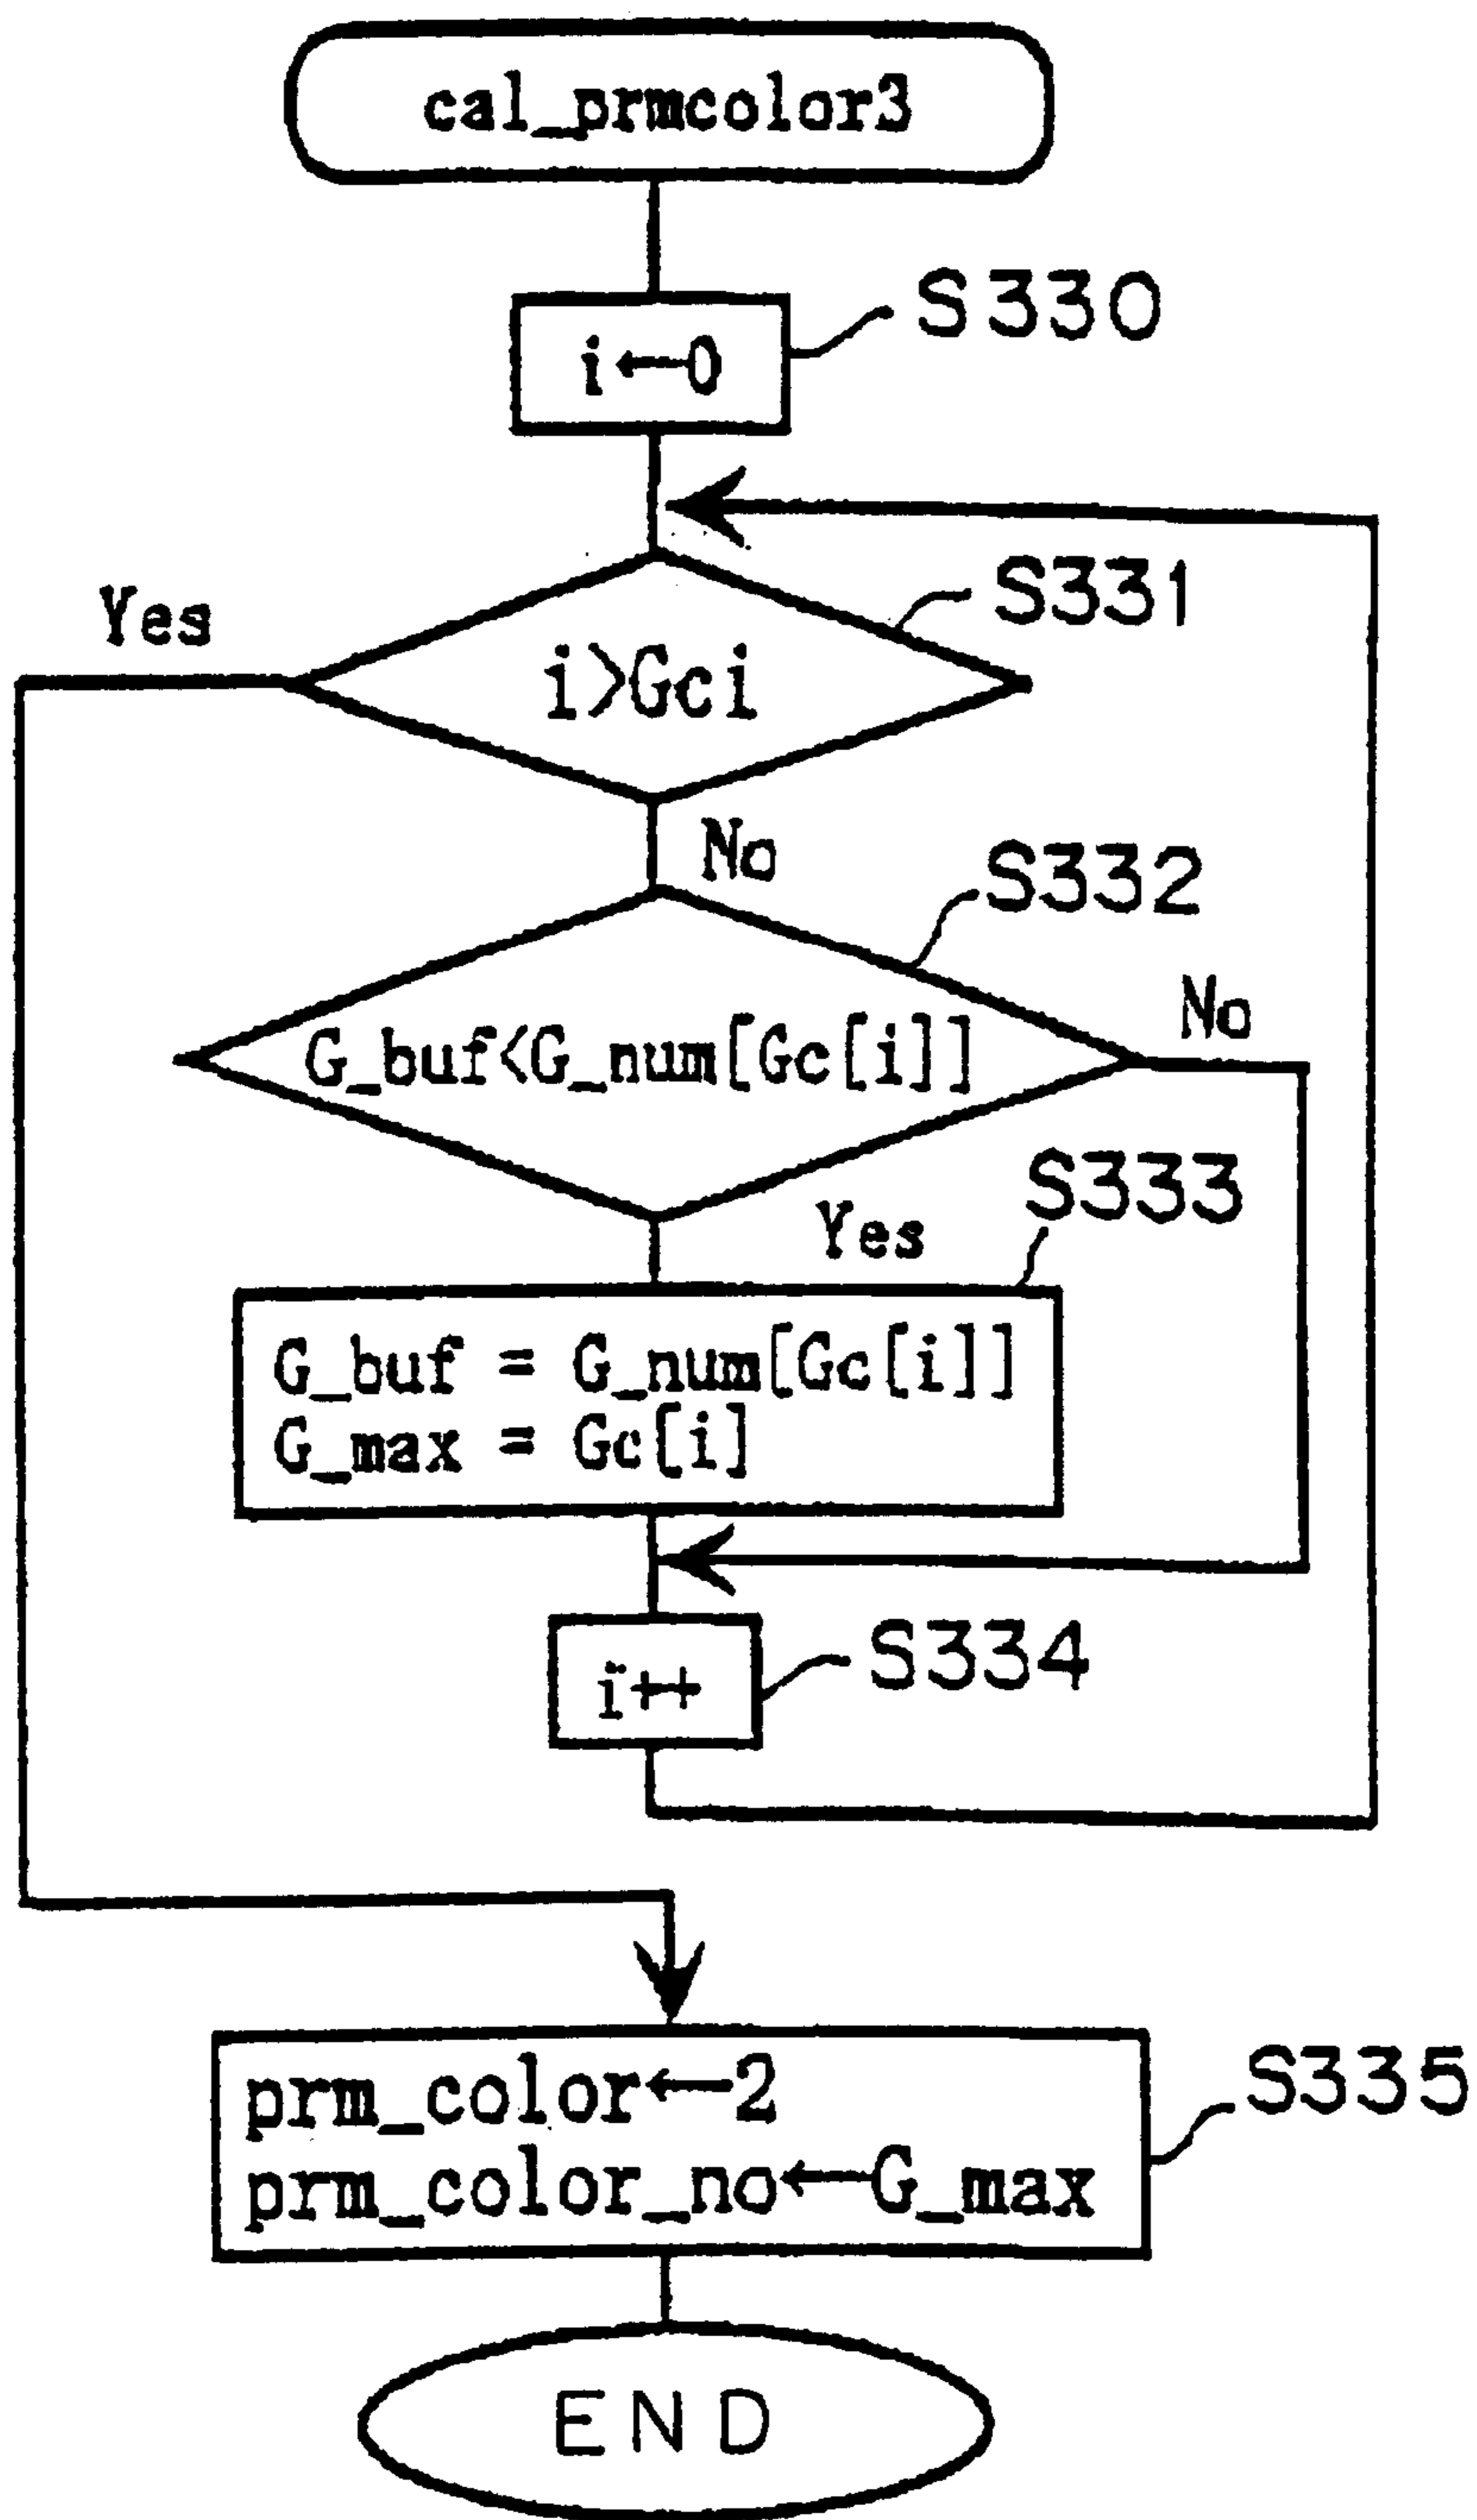 cal_prmcolor3
S330
i←0
Yes
S331
i>Gci
No
S332
No
G_buf<G_num[Gc[i]]
S333
Yes
G_buf = G_num[Gc[i]]
G_max = Gc[i]
S334
i++
prm_color←2
S335
prm_color_no←G_max
END